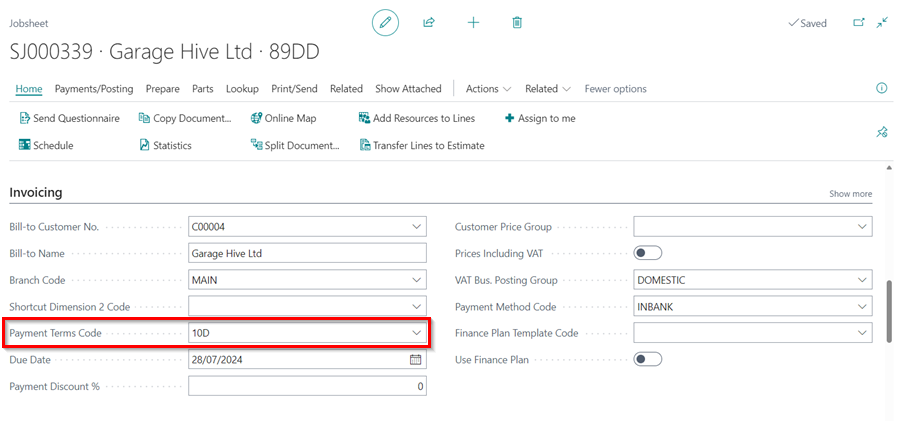 Jobsheet
Saved
SJ000339 · Garage Hive Ltd · 89DD
Home Payments/Posting Prepare Parts Lookup Print/Send Related Show Attached Actions Related Fewer options
Send Questionnaire Copy Document... Online Map Add Resources to Lines Assign to me
Schedule Statistics Split Document... Transfer Lines to Estimate
Invoicing
Show more
Bill-to Customer No. C00004
Bill-to Name Garage Hive Ltd
Branch Code MAIN
Shortcut Dimension 2 Code
Payment Terms Code 10D
Due Date 28/07/2024
Payment Discount % 0
Customer Price Group
Prices Including VAT
VAT Bus. Posting Group DOMESTIC
Payment Method Code INBANK
Finance Plan Template Code
Use Finance Plan